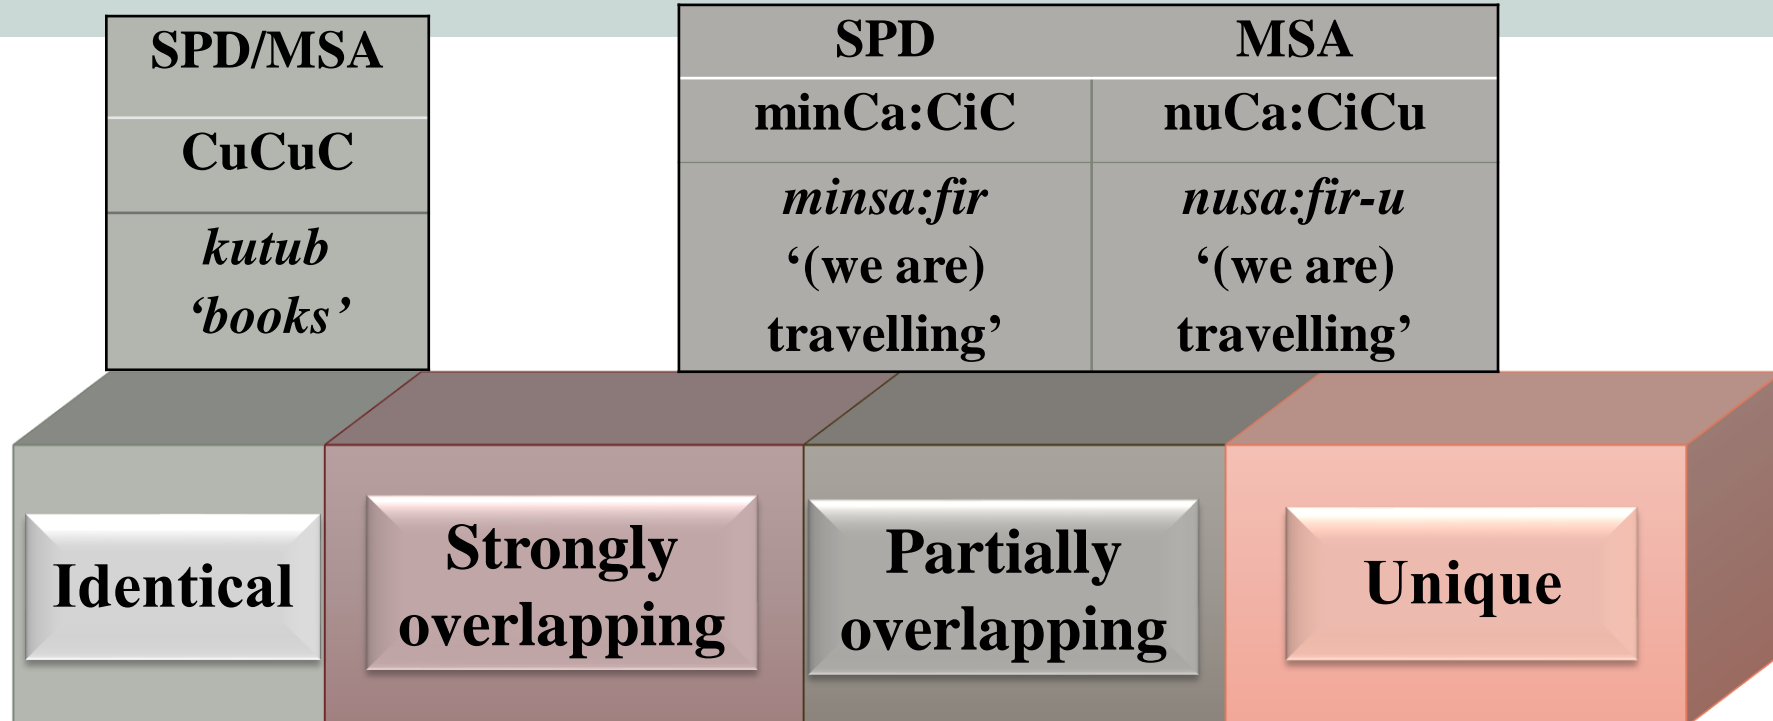 SPD/MSA
CuCuC
kutub
‘books’
SPD MSA
minCa:CiC nuCa:CiCu
minsa:fir nusa:fir-u
‘(we are) ‘(we are)
travelling’ travelling’
Identical
Strongly
overlapping
Partially
overlapping
Unique